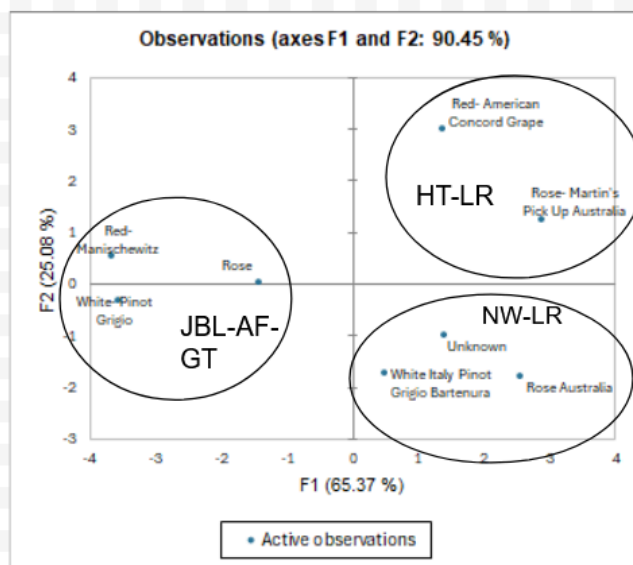 Observations (axes F1 and F2: 90.45 %)
4
3
2
1
0
-1
-2
-3
F2 (25.08 %)
Red- American
Concord Grape
HT-LR
Rose- Martin's
Pick Up Australia
Red-
Manischewitz
Rose
White- Pinot
Grigio
JBL-AF-
GT
NW-LR
Unknown
White Italy Pinot
Grigio Bartenura
Rose Australia
-4 -3 -2 -1 0 1 2 3 4
F1 (65.37 %)
Active observations